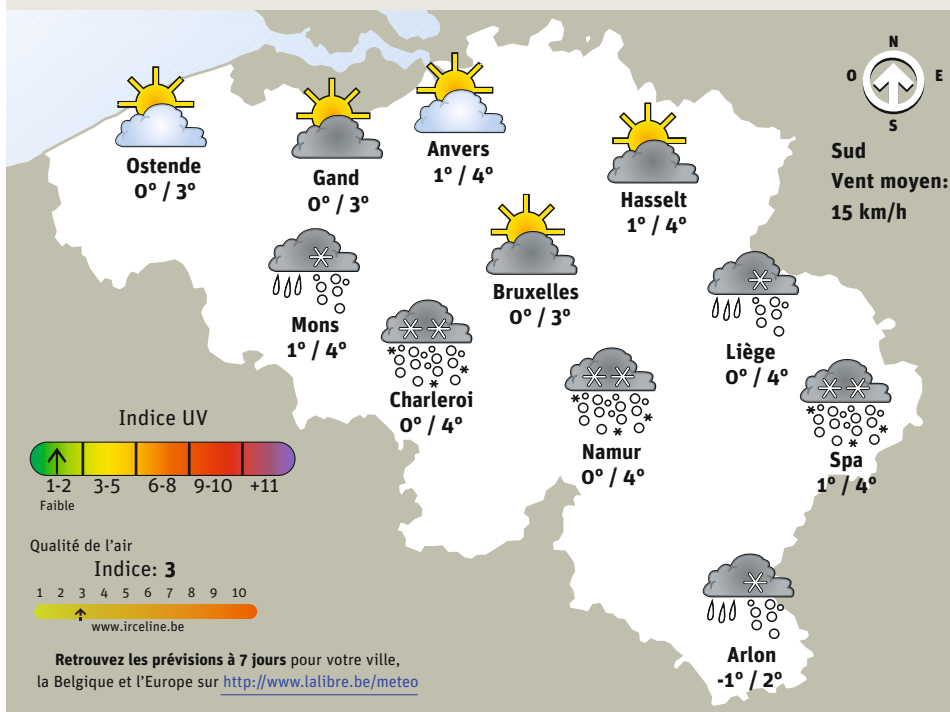 N
O E
S
Sud
Vent moyen:
15 km/h
Ostende
0° / 3°
Gand
0° / 3°
Anvers
1° / 4°
Hasselt
1° / 4°
Bruxelles
0° / 3°
Mons
1° / 4°
Charleroi
0° / 4°
Liège
0° / 4°
Namur
0° / 4°
Spa
1° / 4°
Arlon
-1° / 2°
Indice UV
1-2 3-5 6-8 9-10 +11
Faible
Qualité de l'air
Indice: 3
1 2 3 4 5 6 7 8 9 10
www.irceline.be
Retrouvez les prévisions à 7 jours pour votre ville,
la Belgique et l'Europe sur http://www.lalibre.be/meteo